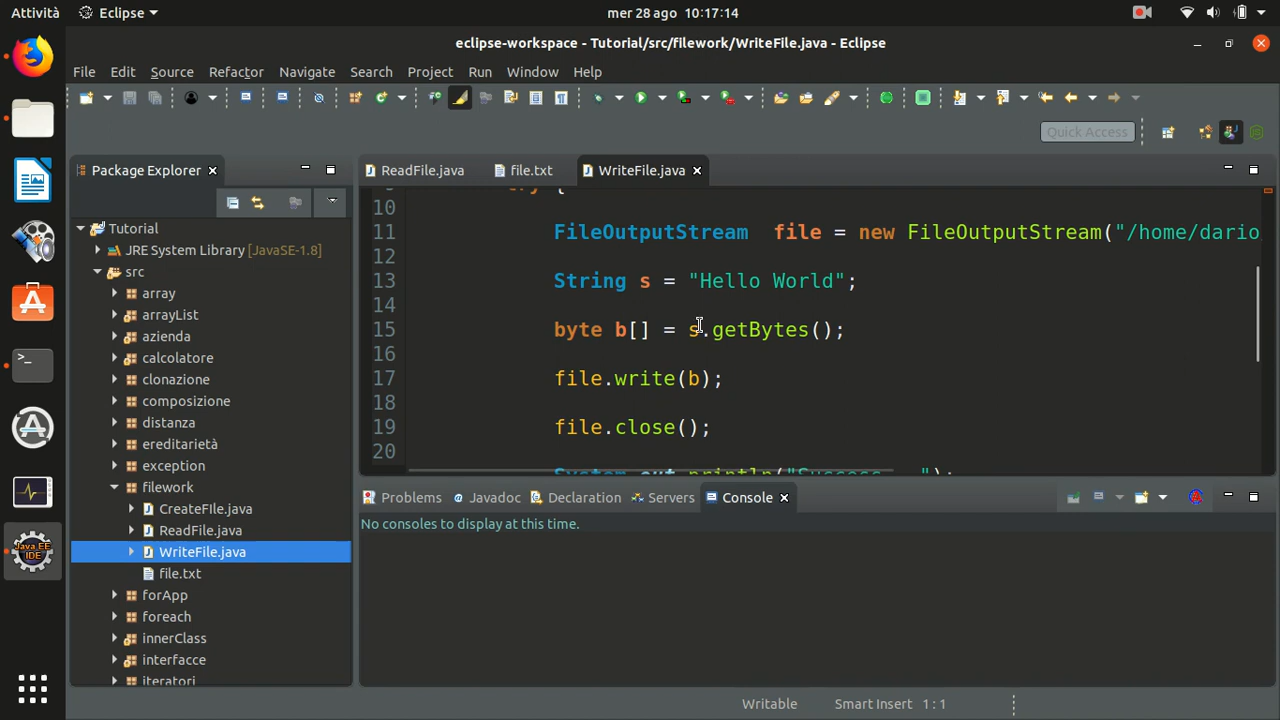 Attività Eclipse mer 28 ago 10:17:14
eclipse-workspace - Tutorial/src/filework/WriteFile.java - Eclipse
File Edit Source Refactor Navigate Search Project Run Window Help
Quick Access
Package Explorer
Tutorial
JRE System Library [JavaSE-1.8]
src
array
arrayList
azienda
calcolatore
clonazione
composizione
distanza
ereditarietà
exception
filework
CreateFIle.java
ReadFile.java
WriteFile.java
file.txt
forApp
foreach
innerClass
interfacce
iteratori
Java EE
IDE
ReadFile.java file.txt WriteFile.java
9 try {
10
11 FileOutputStream file = new FileOutputStream("/home/dario
12
13 String s = "Hello World";
14
15 byte b[] = s.getBytes();
16
17 file.write(b);
18
19 file.close();
20
System.out.println("Success...");
Problems Javadoc Declaration Servers Console
No consoles to display at this time.
Writable Smart Insert 1 : 1